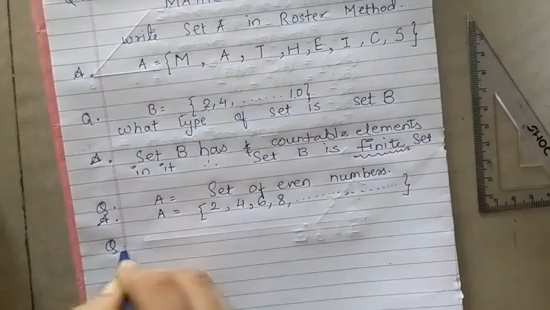 write Set A in Roster Method.
A. A = {M, A, T, H, E, I, C, S}
Q. B = {2, 4, ........ 10}
what type of set is set B
A. Set B has countable elements
in it ∴ Set B is finite Set
Q. A = Set of even numbers.
A. A = {2, 4, 6, 8, ........, ........}
Q